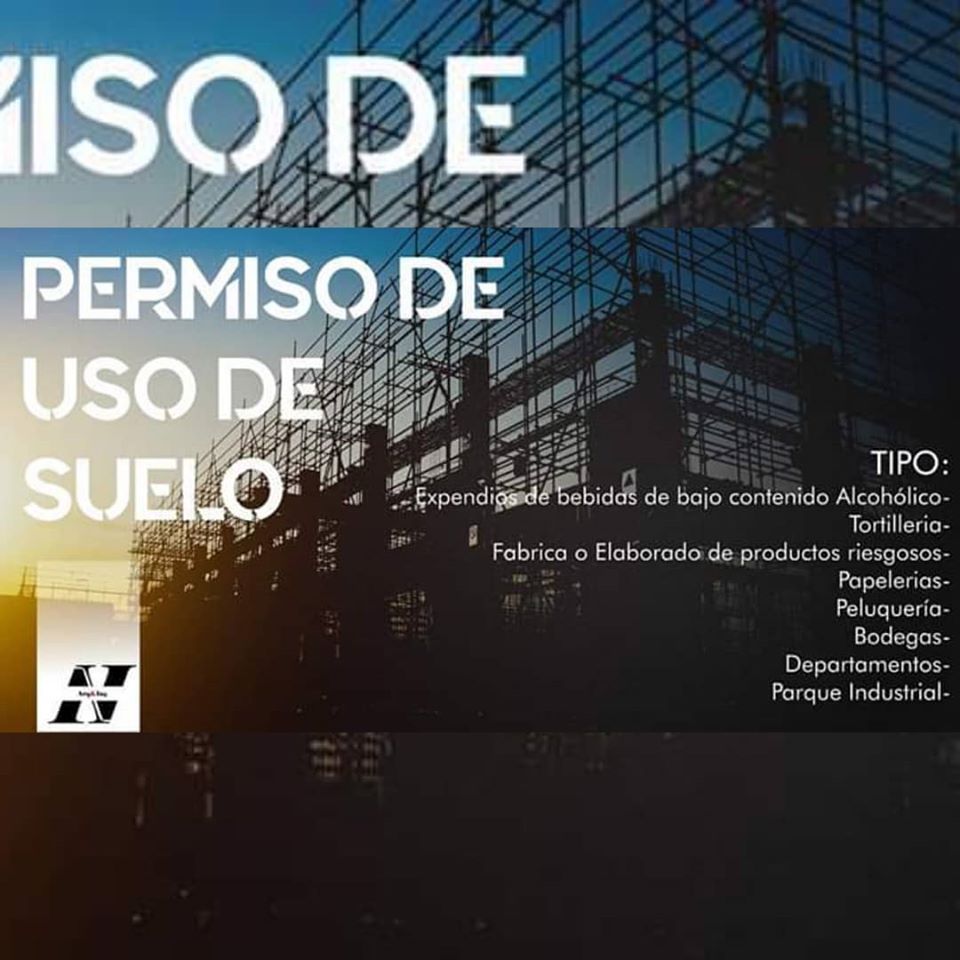 MISO DE
PERMISO DE
USO DE
SUELO
TIPO:
Expendios de bebidas de bajo contenido Alcohólico-
Tortilleria-
Fabrica o Elaborado de productos riesgosos-
Papelerias-
Peluquería-
Bodegas-
Departamentos-
Parque Industrial-